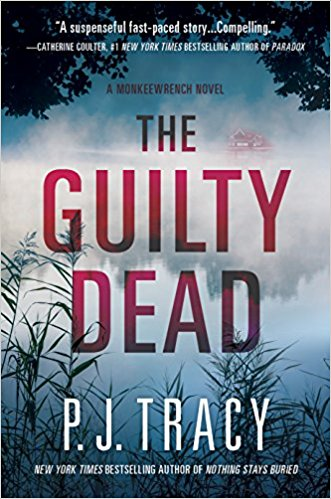 "A suspenseful fast-paced story...Compelling."
—CATHERINE COULTER, #1 NEW YORK TIMES BESTSELLING AUTHOR OF PARADOX
A MONKEEWRENCH NOVEL
THE
GUILTY
DEAD
P. J. TRACY
NEW YORK TIMES BESTSELLING AUTHOR OF NOTHING STAYS BURIED